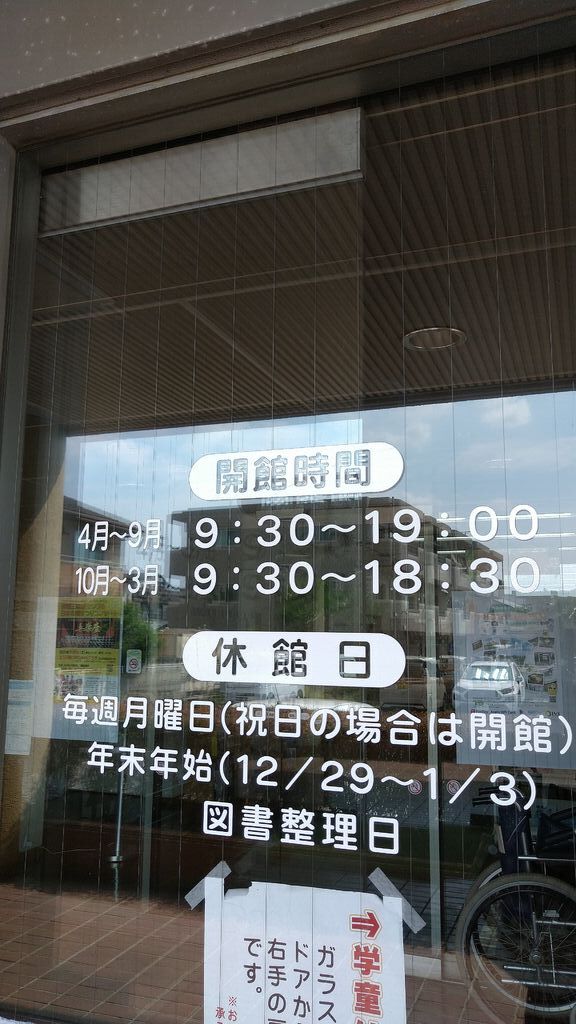 開館時間
4月～9月 9:30～19:00
10月～3月 9:30～18:30
休館日
毎週月曜日(祝日の場合は開館)
年末年始(12/29～1/3)
図書整理日
⇒学童
ガラス
ドアか
右手の
です。
※お